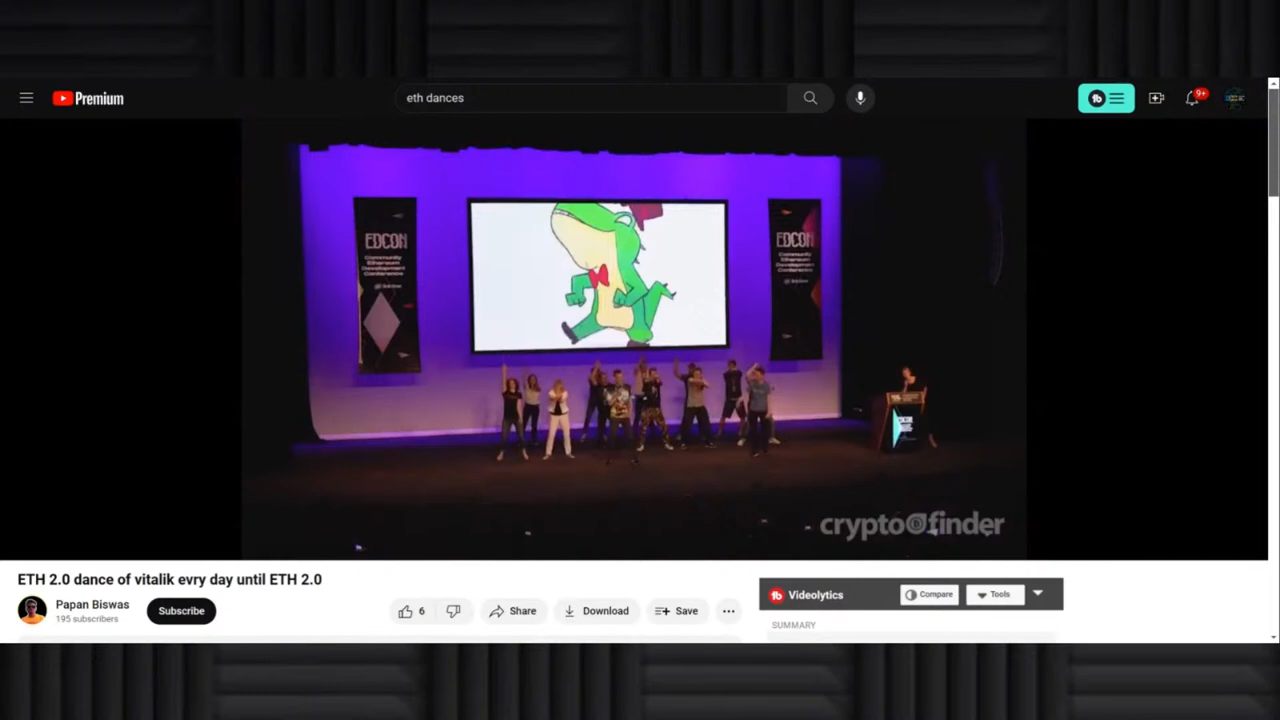 Premium
eth dances
9+
EDCON
Community
Ethereum
Development
Conference
EDCON
Community
Ethereum
Development
Conference
cryptofinder
ETH 2.0 dance of vitalik evry day until ETH 2.0
Papan Biswas
195 subscribers
Subscribe
6
Share
Download
Save
Videolytics
Compare
Tools
SUMMARY